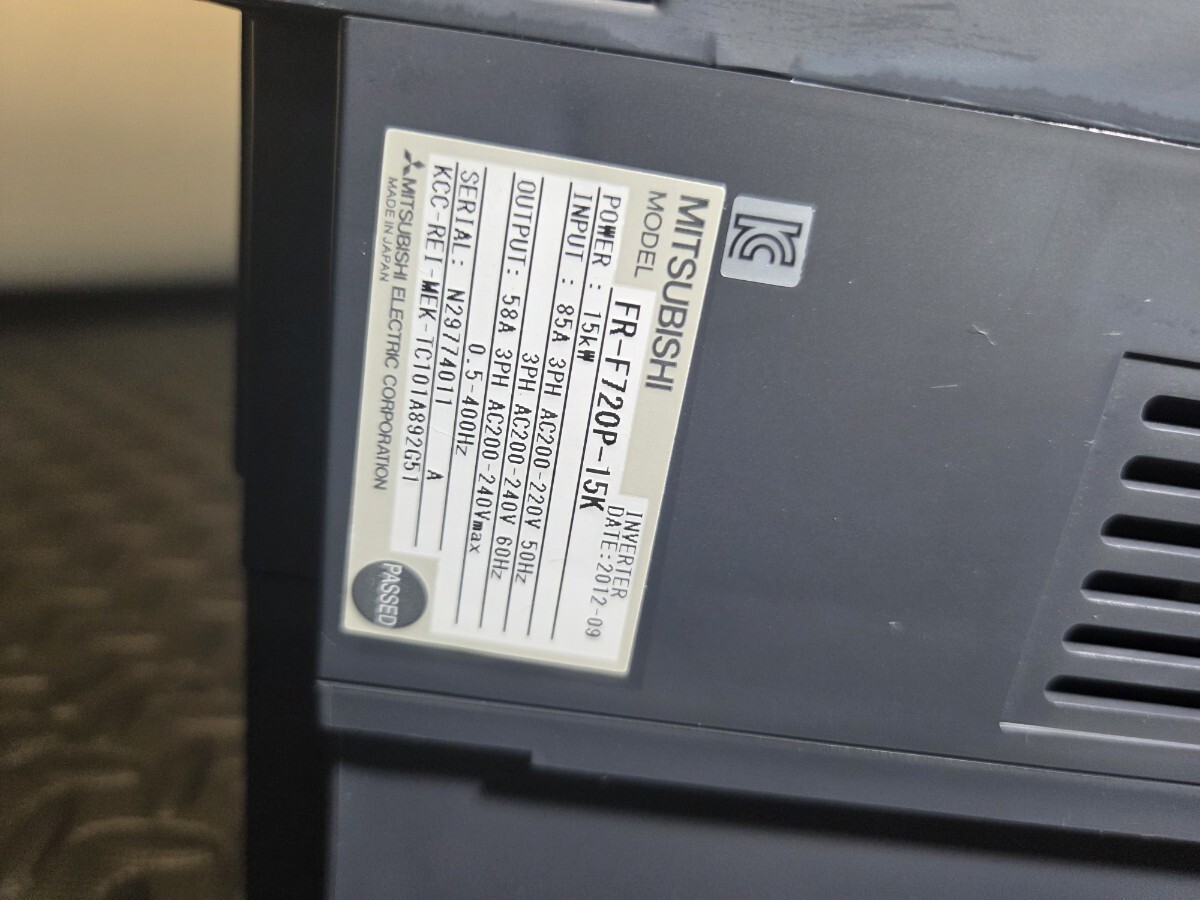 MITSUBISHI
INVERTER
MODEL FR-F720P-15K DATE:2012-09
POWER : 15kW
INPUT : 85A 3PH AC200-220V 50Hz
3PH AC200-240V 60Hz
OUTPUT: 58A 3PH AC200-240Vmax
0.5-400Hz
SERIAL: N29774011 A
KCC-REI-MEK-TC101A892G51
MITSUBISHI ELECTRIC CORPORATION
MADE IN JAPAN
PASSED